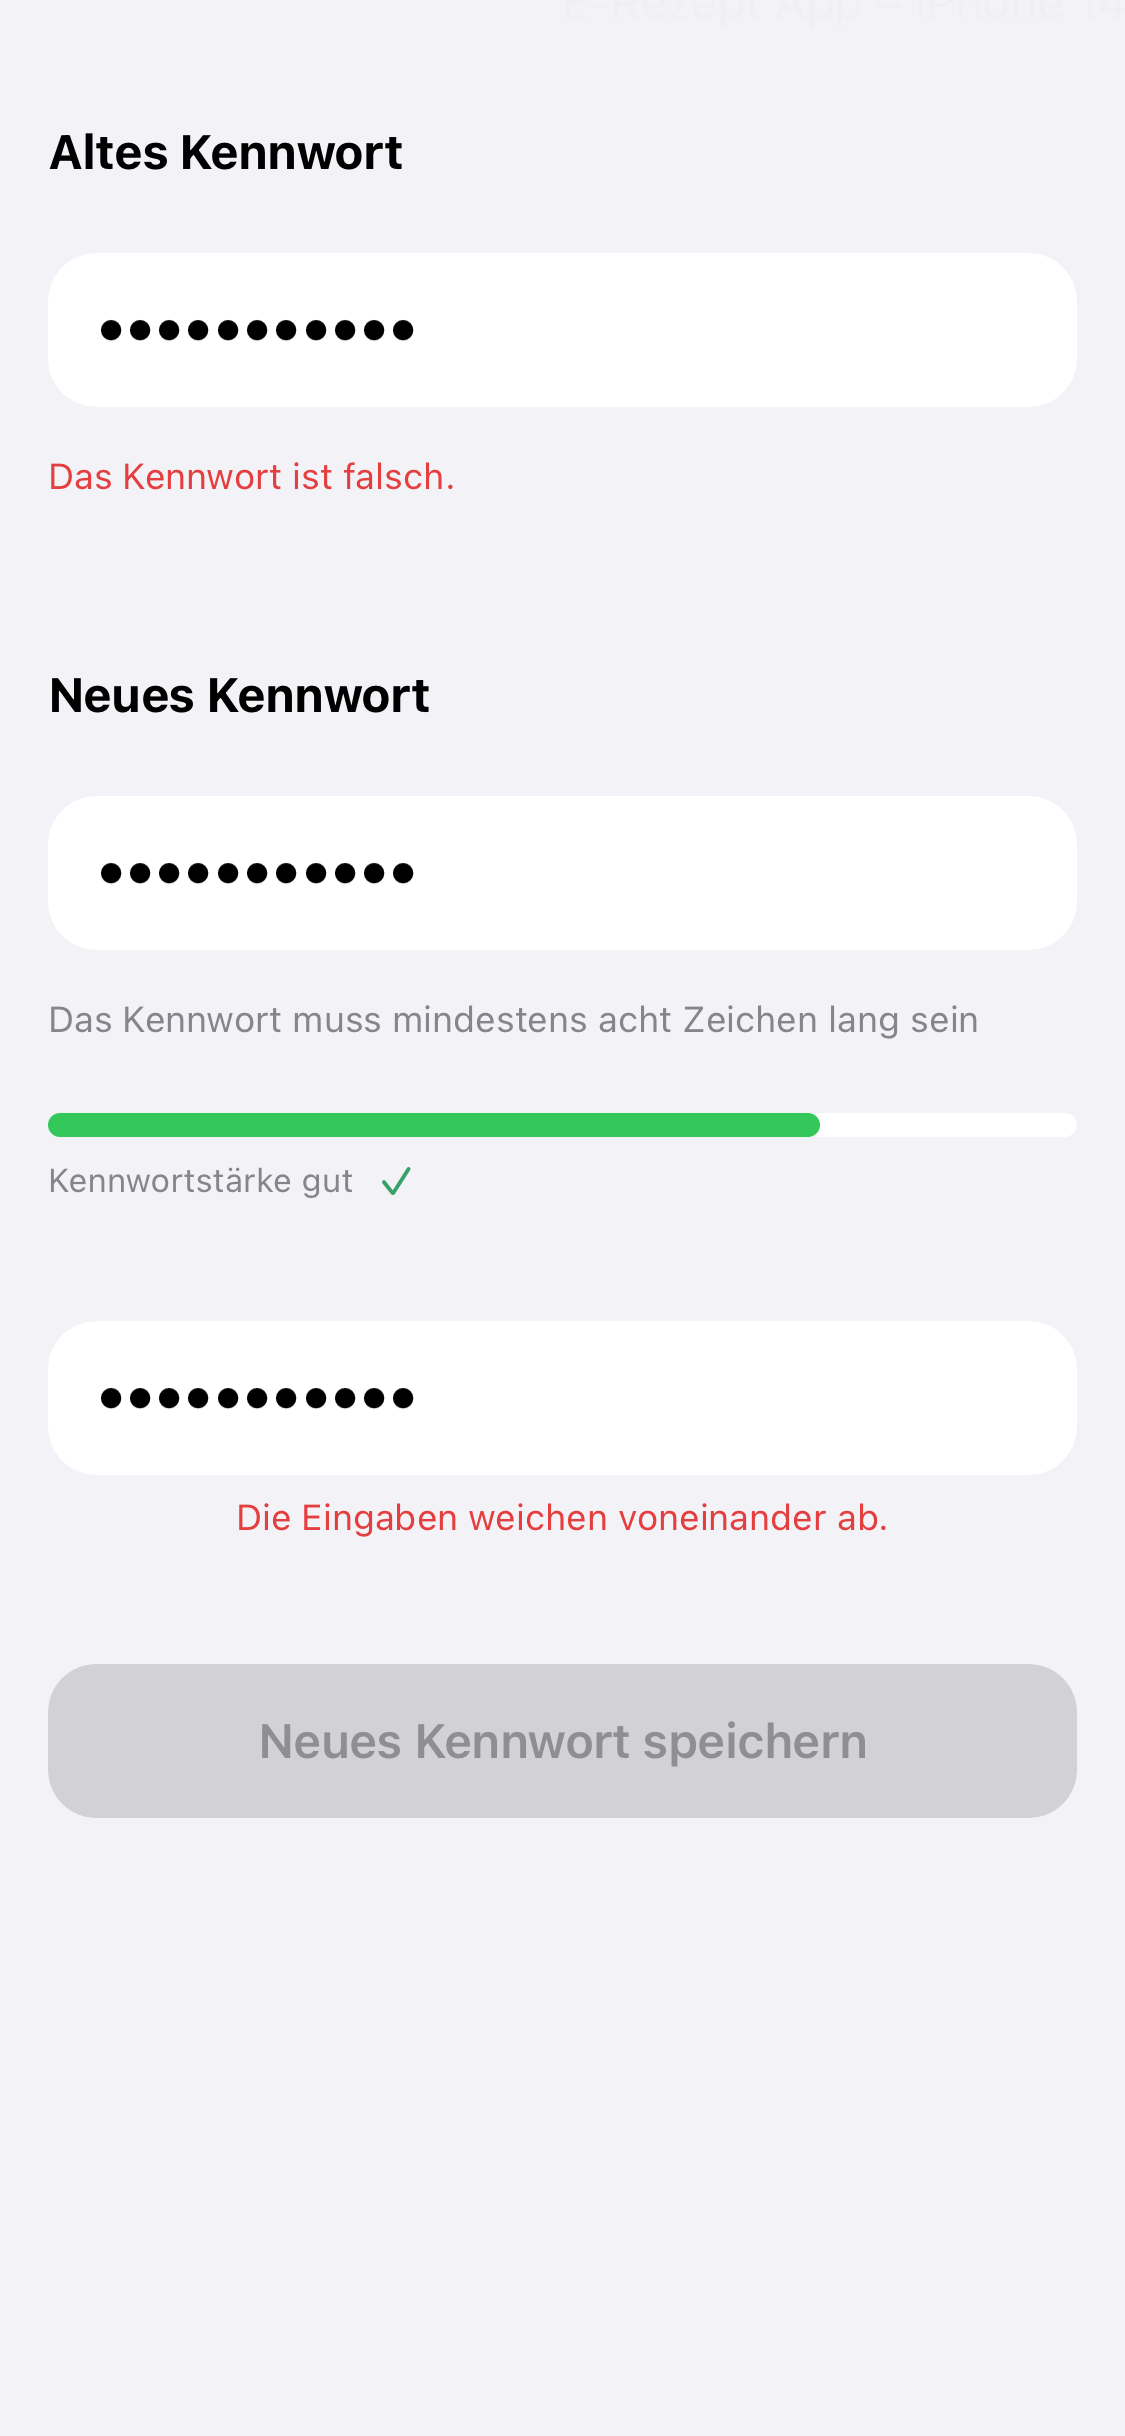 E-Rezept App – iPhone 14
Altes Kennwort
•••••••••••
Das Kennwort ist falsch.
Neues Kennwort
•••••••••••
Das Kennwort muss mindestens acht Zeichen lang sein
Kennwortstärke gut ✓
•••••••••••
Die Eingaben weichen voneinander ab.
Neues Kennwort speichern